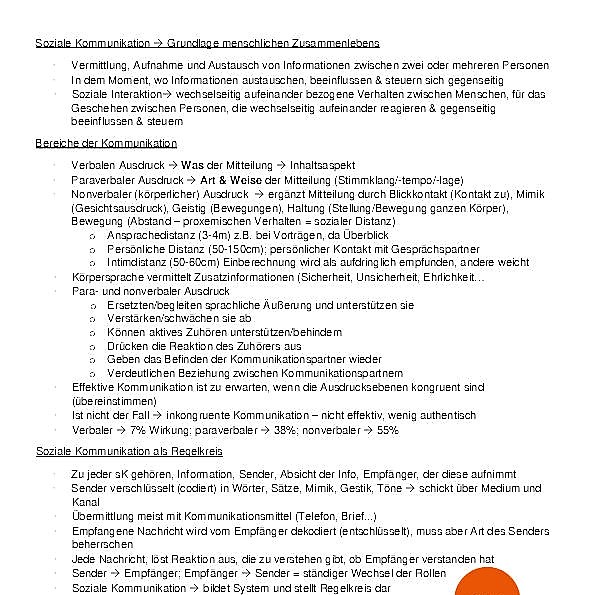 Soziale Kommunikation → Grundlage menschlichen Zusammenlebens
· Vermittlung, Aufnahme und Austausch von Informationen zwischen zwei oder mehreren Personen
· In dem Moment, wo Informationen austauschen, beeinflussen & steuern sich gegenseitig
· Soziale Interaktion→ wechselseitig aufeinander bezogene Verhalten zwischen Menschen, für das
Geschehen zwischen Personen, die wechselseitig aufeinander reagieren & gegenseitig
beeinflussen & steuern
Bereiche der Kommunikation
· Verbalen Ausdruck → Was der Mitteilung → Inhaltsaspekt
· Paraverbaler Ausdruck → Art & Weise der Mitteilung (Stimmklang/-tempo/-lage)
· Nonverbaler (körperlicher) Ausdruck → ergänzt Mitteilung durch Blickkontakt (Kontakt zu), Mimik
(Gesichtsausdruck), Geistig (Bewegungen), Haltung (Stellung/Bewegung ganzen Körper),
Bewegung (Abstand – proxemischen Verhalten = sozialer Distanz)
o Ansprachedistanz (3-4m) z.B. bei Vorträgen, da Überblick
o Persönliche Distanz (50-150cm); persönlicher Kontakt mit Gesprächspartner
o Intimdistanz (50-60cm) Einberechnung wird als aufdringlich empfunden, andere weicht
· Körpersprache vermittelt Zusatzinformationen (Sicherheit, Unsicherheit, Ehrlichkeit...
· Para- und nonverbaler Ausdruck
o Ersetzten/begleiten sprachliche Äußerung und unterstützen sie
o Verstärken/schwächen sie ab
o Können aktives Zuhören unterstützen/behindern
o Drücken die Reaktion des Zuhörers aus
o Geben das Befinden der Kommunikationspartner wieder
o Verdeutlichen Beziehung zwischen Kommunikationspartnern
· Effektive Kommunikation ist zu erwarten, wenn die Ausdrucksebenen kongruent sind
(übereinstimmen)
· Ist nicht der Fall → inkongruente Kommunikation – nicht effektiv, wenig authentisch
· Verbaler → 7% Wirkung; paraverbaler → 38%; nonverbaler → 55%
Soziale Kommunikation als Regelkreis
· Zu jeder sK gehören, Information, Sender, Absicht der Info, Empfänger, der diese aufnimmt
· Sender verschlüsselt (codiert) in Wörter, Sätze, Mimik, Gestik, Töne → schickt über Medium und
Kanal
· Übermittlung meist mit Kommunikationsmittel (Telefon, Brief...)
· Empfangene Nachricht wird vom Empfänger dekodiert (entschlüsselt), muss aber Art des Senders
beherrschen
· Jede Nachricht, löst Reaktion aus, die zu verstehen gibt, ob Empfänger verstanden hat
· Sender → Empfänger; Empfänger → Sender = ständiger Wechsel der Rollen
· Soziale Kommunikation → bildet System und stellt Regelkreis dar